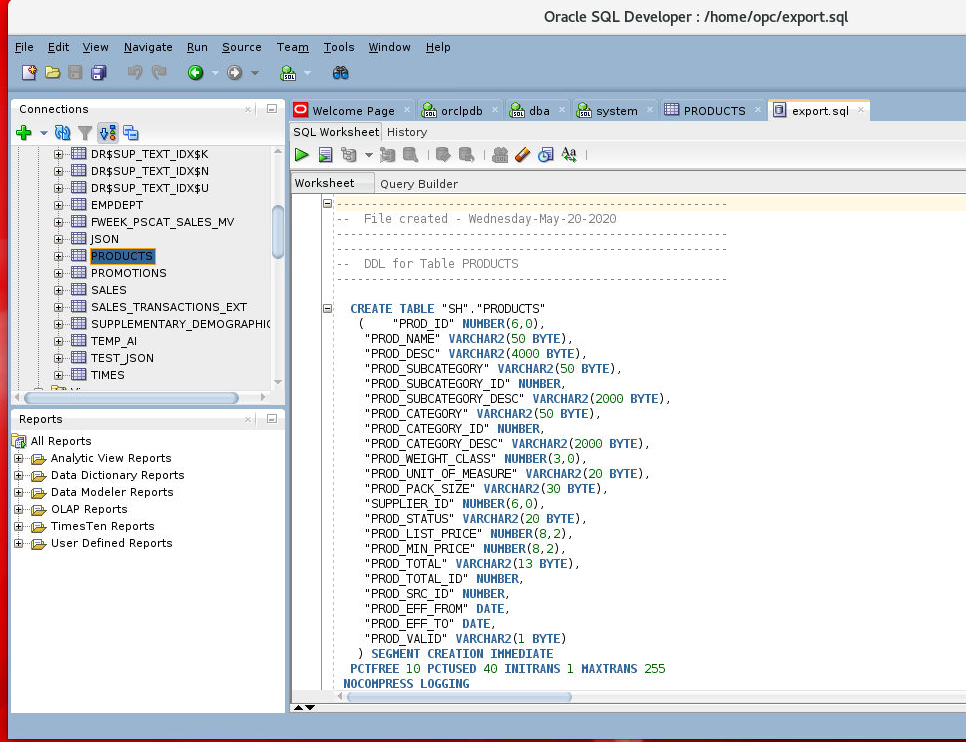 Oracle SQL Developer : /home/opc/export.sql
File Edit View Navigate Run Source Team Tools Window Help
Connections
DR$SUP_TEXT_IDX$K
DR$SUP_TEXT_IDX$N
DR$SUP_TEXT_IDX$U
EMPDEPT
FWEEK_PSCAT_SALES_MV
JSON
PRODUCTS
PROMOTIONS
SALES
SALES_TRANSACTIONS_EXT
SUPPLEMENTARY_DEMOGRAPHIC
TEMP_AI
TEST_JSON
TIMES
Reports
All Reports
Analytic View Reports
Data Dictionary Reports
Data Modeler Reports
OLAP Reports
TimesTen Reports
User Defined Reports
Welcome Page orclpdb dba system PRODUCTS export.sql
SQL Worksheet History
Worksheet Query Builder
--------------------------------------------------------
--  File created - Wednesday-May-20-2020
--------------------------------------------------------
--------------------------------------------------------
--  DDL for Table PRODUCTS
--------------------------------------------------------
CREATE TABLE "SH"."PRODUCTS"
( "PROD_ID" NUMBER(6,0),
"PROD_NAME" VARCHAR2(50 BYTE),
"PROD_DESC" VARCHAR2(4000 BYTE),
"PROD_SUBCATEGORY" VARCHAR2(50 BYTE),
"PROD_SUBCATEGORY_ID" NUMBER,
"PROD_SUBCATEGORY_DESC" VARCHAR2(2000 BYTE),
"PROD_CATEGORY" VARCHAR2(50 BYTE),
"PROD_CATEGORY_ID" NUMBER,
"PROD_CATEGORY_DESC" VARCHAR2(2000 BYTE),
"PROD_WEIGHT_CLASS" NUMBER(3,0),
"PROD_UNIT_OF_MEASURE" VARCHAR2(20 BYTE),
"PROD_PACK_SIZE" VARCHAR2(30 BYTE),
"SUPPLIER_ID" NUMBER(6,0),
"PROD_STATUS" VARCHAR2(20 BYTE),
"PROD_LIST_PRICE" NUMBER(8,2),
"PROD_MIN_PRICE" NUMBER(8,2),
"PROD_TOTAL" VARCHAR2(13 BYTE),
"PROD_TOTAL_ID" NUMBER,
"PROD_SRC_ID" NUMBER,
"PROD_EFF_FROM" DATE,
"PROD_EFF_TO" DATE,
"PROD_VALID" VARCHAR2(1 BYTE)
) SEGMENT CREATION IMMEDIATE
PCTFREE 10 PCTUSED 40 INITRANS 1 MAXTRANS 255
NOCOMPRESS LOGGING